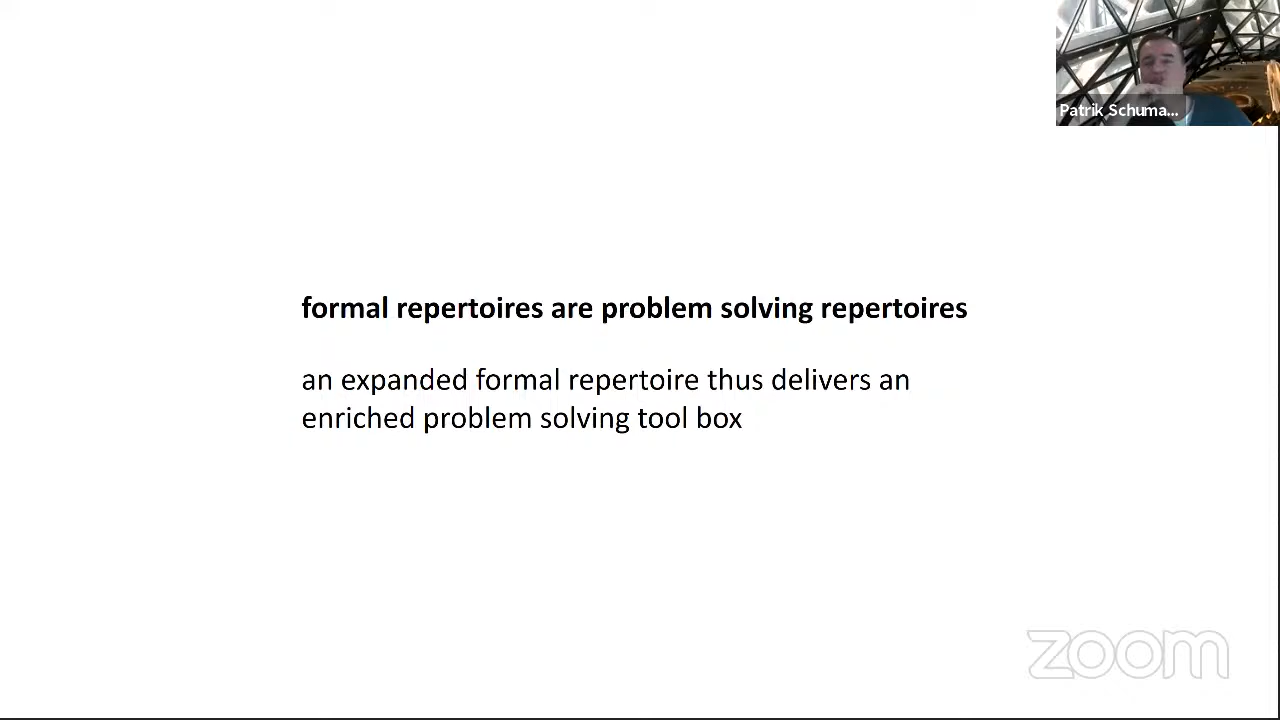 Patrik Schuma...
formal repertoires are problem solving repertoires
an expanded formal repertoire thus delivers an
enriched problem solving tool box
zoom